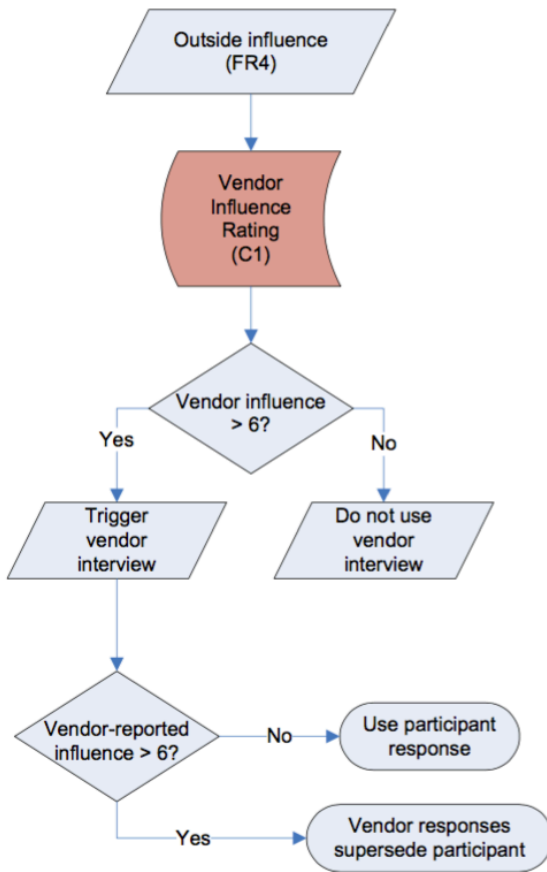 Outside influence
(FR4)
Vendor
Influence
Rating
(C1)
Vendor influence
> 6?
Yes
No
Trigger
vendor
interview
Do not use
vendor
interview
Vendor-reported
influence > 6?
No
Use participant
response
Yes
Vendor responses
supersede participant